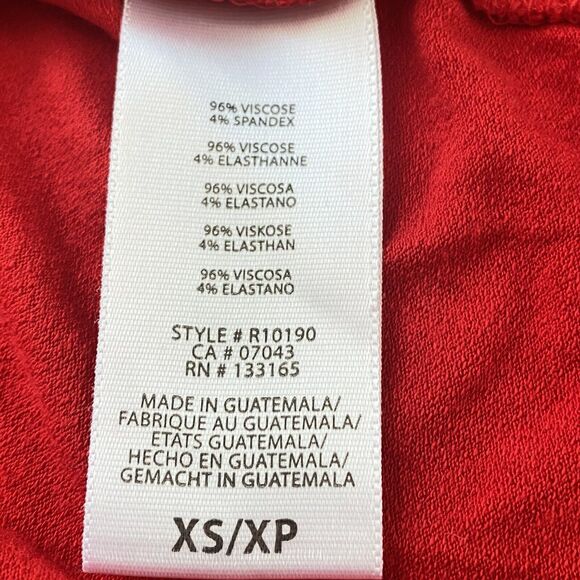 96% VISCOSE
4% SPANDEX
96% VISCOSE
4% ELASTHANNE
96% VISCOSA
4% ELASTANO
96% VISKOSE
4% ELASTHAN
96% VISCOSA
4% ELASTANO
STYLE # R10190
CA # 07043
RN # 133165
MADE IN GUATEMALA/
FABRIQUE AU GUATEMALA/
ETATS GUATEMALA/
HECHO EN GUATEMALA/
GEMACHT IN GUATEMALA
XS/XP